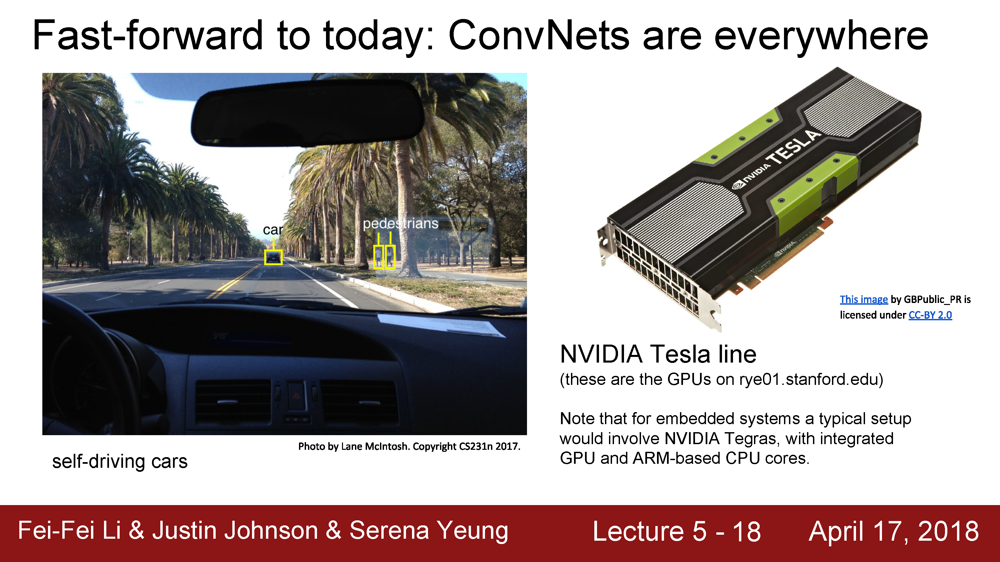 Fast-forward to today: ConvNets are everywhere
car
pedestrians
NVIDIA TESLA
NVIDIA
This image by GBPublic_PR is
licensed under CC-BY 2.0
NVIDIA Tesla line
(these are the GPUs on rye01.stanford.edu)
Note that for embedded systems a typical setup
would involve NVIDIA Tegras, with integrated
GPU and ARM-based CPU cores.
Photo by Lane McIntosh. Copyright CS231n 2017.
self-driving cars
Fei-Fei Li & Justin Johnson & Serena Yeung
Lecture 5 - 18
April 17, 2018